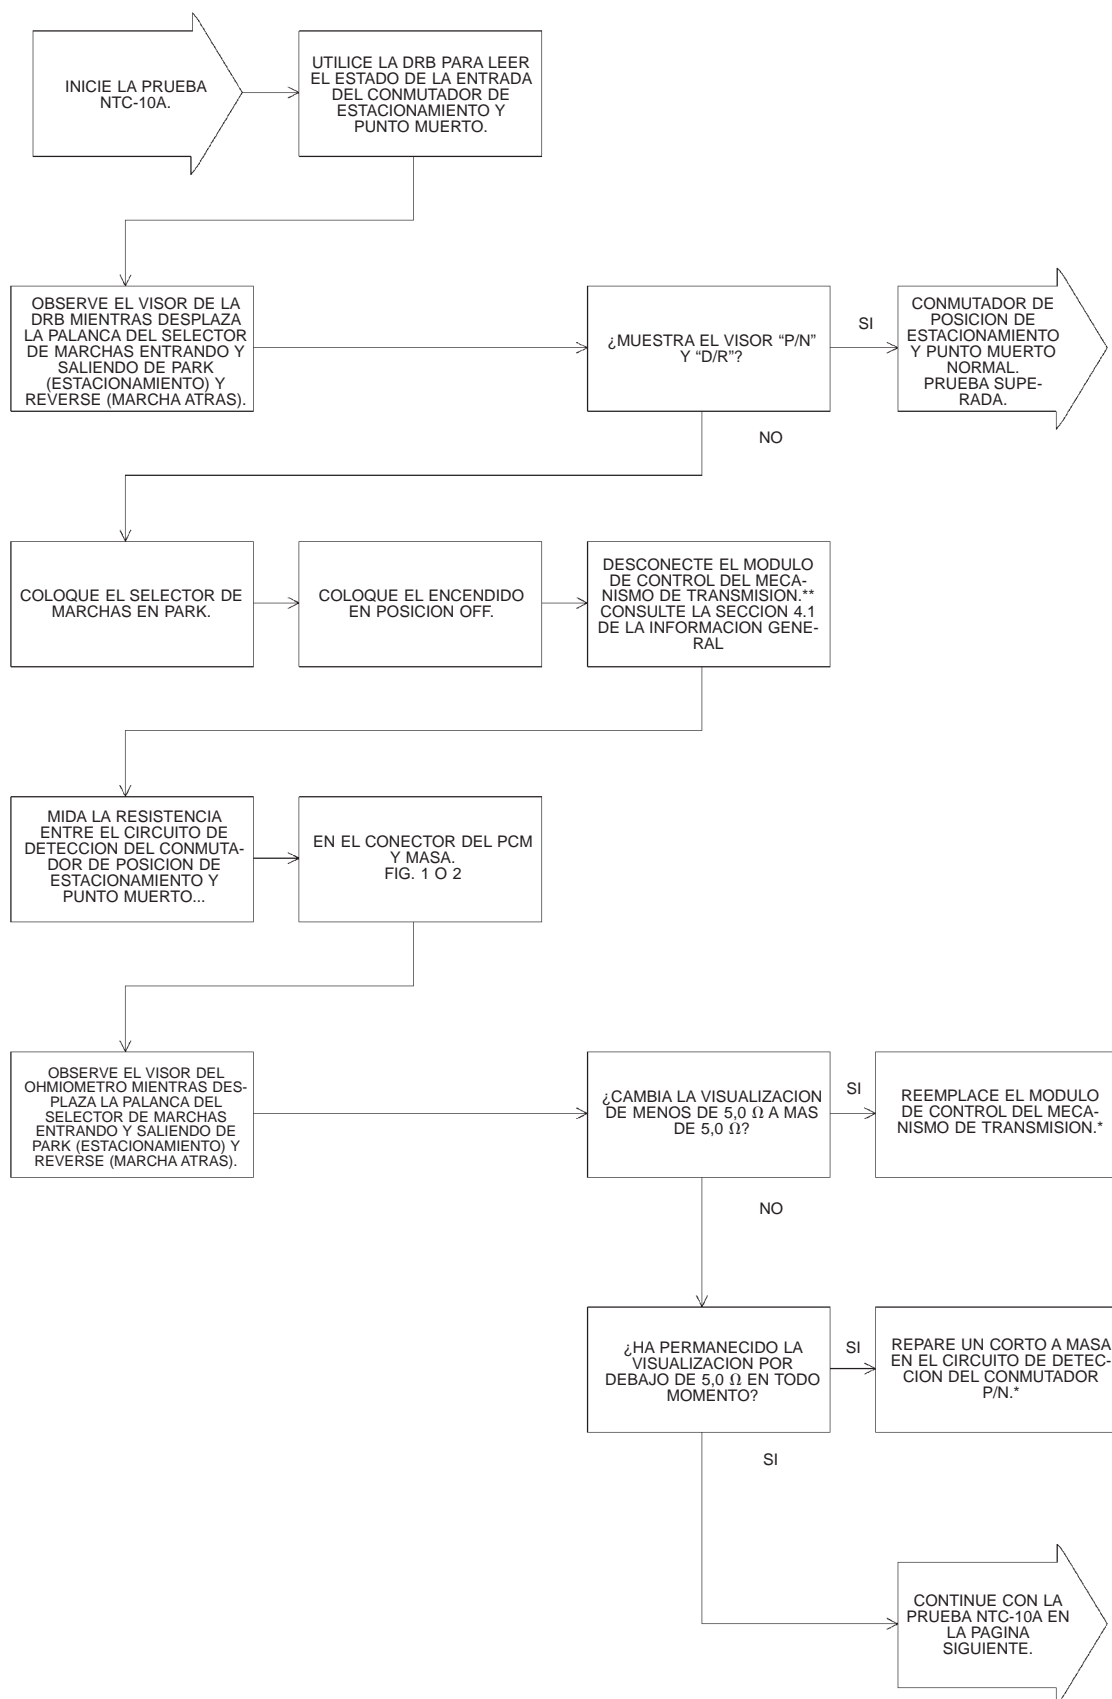 INICIE LA PRUEBA
NTC-10A.
UTILICE LA DRB PARA LEER
EL ESTADO DE LA ENTRADA
DEL CONMUTADOR DE
ESTACIONAMIENTO Y
PUNTO MUERTO.
OBSERVE EL VISOR DE LA
DRB MIENTRAS DESPLAZA
LA PALANCA DEL SELECTOR
DE MARCHAS ENTRANDO Y
SALIENDO DE PARK
(ESTACIONAMIENTO) Y
REVERSE (MARCHA ATRAS).
¿MUESTRA EL VISOR “P/N”
Y “D/R”?
SI
CONMUTADOR DE
POSICION DE
ESTACIONAMIENTO
Y PUNTO MUERTO
NORMAL.
PRUEBA SUPE-
RADA.
NO
COLOQUE EL SELECTOR DE
MARCHAS EN PARK.
COLOQUE EL ENCENDIDO
EN POSICION OFF.
DESCONECTE EL MODULO
DE CONTROL DEL MECA-
NISMO DE TRANSMISION.**
CONSULTE LA SECCION 4.1
DE LA INFORMACION GENE-
RAL
MIDA LA RESISTENCIA
ENTRE EL CIRCUITO DE
DETECCION DEL CONMUTA-
DOR DE POSICION DE
ESTACIONAMIENTO Y
PUNTO MUERTO...
EN EL CONECTOR DEL PCM
Y MASA.
FIG. 1 O 2
OBSERVE EL VISOR DEL
OHMIOMETRO MIENTRAS DES-
PLAZA LA PALANCA DEL
SELECTOR DE MARCHAS
ENTRANDO Y SALIENDO DE
PARK (ESTACIONAMIENTO) Y
REVERSE (MARCHA ATRAS).
¿CAMBIA LA VISUALIZACION
DE MENOS DE 5,0 Ω A MAS
DE 5,0 Ω?
SI
REEMPLACE EL MODULO
DE CONTROL DEL MECA-
NISMO DE TRANSMISION.*
NO
¿HA PERMANECIDO LA
VISUALIZACION POR
DEBAJO DE 5,0 Ω EN TODO
MOMENTO?
SI
REPARE UN CORTO A MASA
EN EL CIRCUITO DE DETEC-
CION DEL CONMUTADOR
P/N.*
SI
CONTINUE CON LA
PRUEBA NTC-10A EN
LA PAGINA
SIGUIENTE.